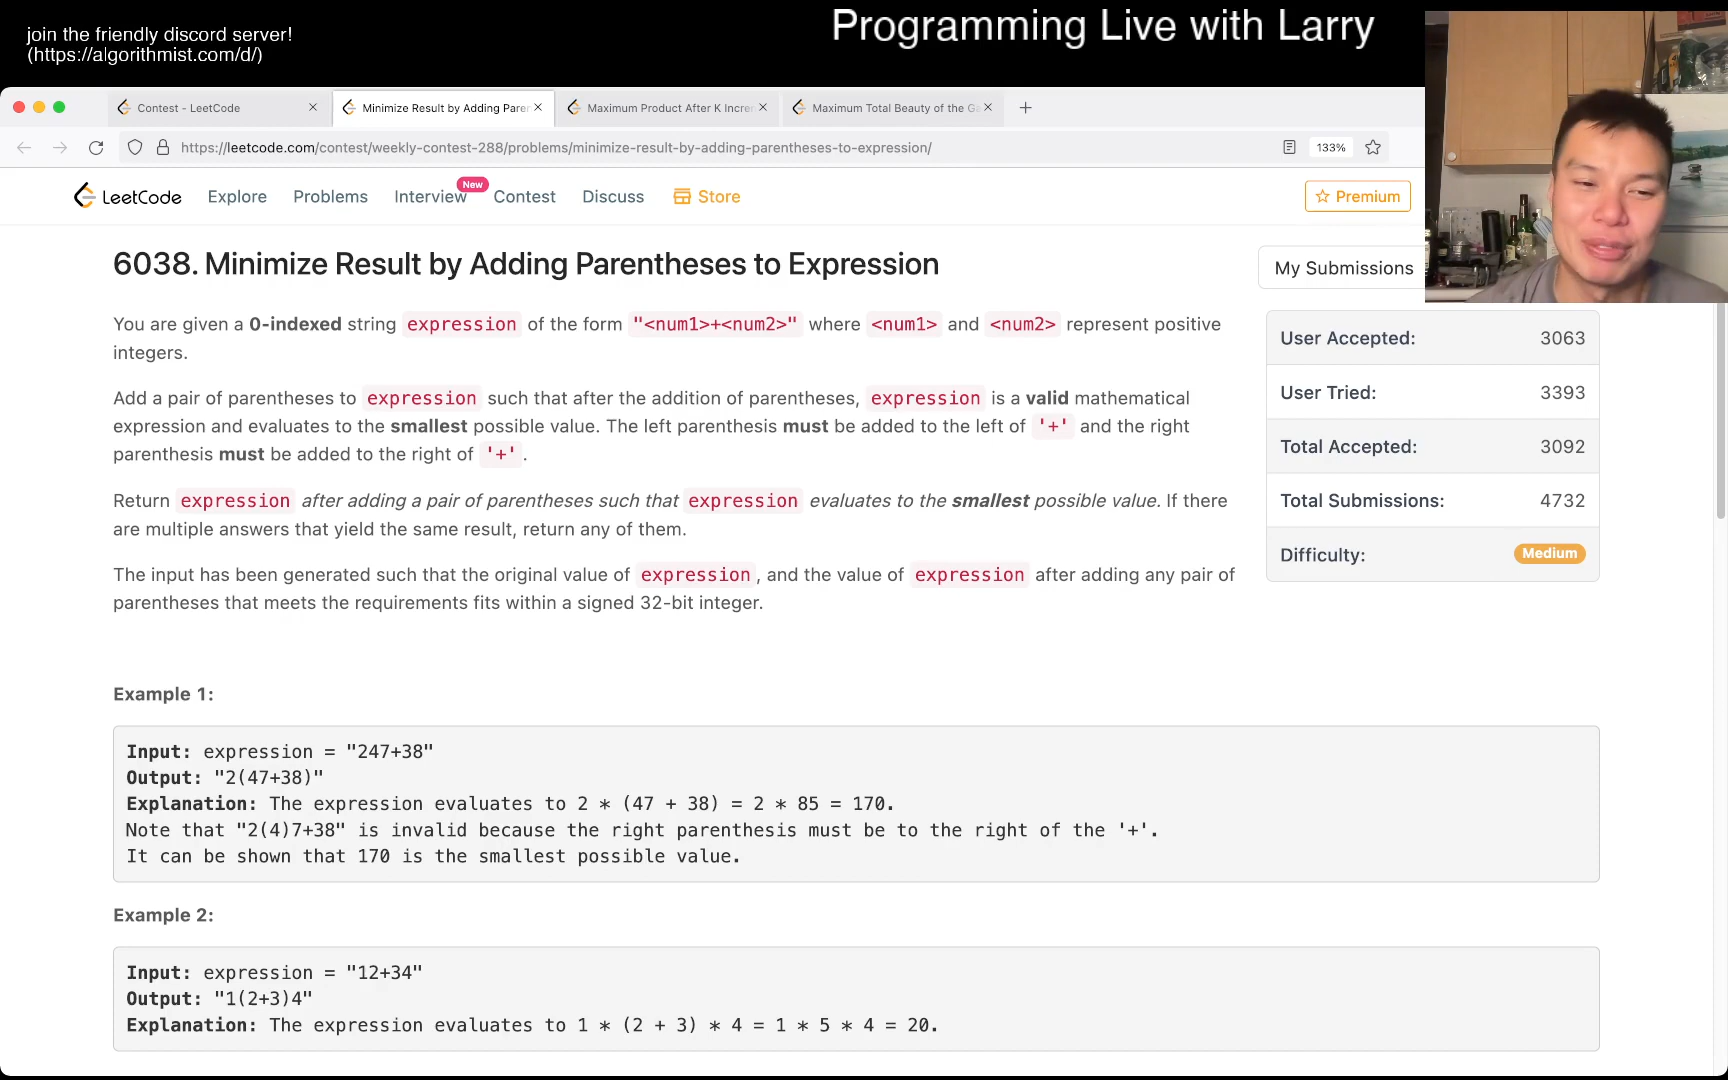 join the friendly discord server!
(https://algorithmist.com/d/)
Programming Live with Larry
Contest - LeetCode
Minimize Result by Adding Paren
Maximum Product After K Increm
Maximum Total Beauty of the Ga
https://leetcode.com/contest/weekly-contest-288/problems/minimize-result-by-adding-parentheses-to-expression/
133%
LeetCode
Explore
Problems
Interview
New
Contest
Discuss
Store
Premium
6038. Minimize Result by Adding Parentheses to Expression
My Submissions
You are given a 0-indexed string expression of the form "<num1>+<num2>" where <num1> and <num2> represent positive
integers.
Add a pair of parentheses to expression such that after the addition of parentheses, expression is a valid mathematical
expression and evaluates to the smallest possible value. The left parenthesis must be added to the left of '+' and the right
parenthesis must be added to the right of '+'.
Return expression after adding a pair of parentheses such that expression evaluates to the smallest possible value. If there
are multiple answers that yield the same result, return any of them.
The input has been generated such that the original value of expression, and the value of expression after adding any pair of
parentheses that meets the requirements fits within a signed 32-bit integer.
User Accepted: 3063
User Tried: 3393
Total Accepted: 3092
Total Submissions: 4732
Difficulty: Medium
Example 1:
Input: expression = "247+38"
Output: "2(47+38)"
Explanation: The expression evaluates to 2 * (47 + 38) = 2 * 85 = 170.
Note that "2(4)7+38" is invalid because the right parenthesis must be to the right of the '+'.
It can be shown that 170 is the smallest possible value.
Example 2:
Input: expression = "12+34"
Output: "1(2+3)4"
Explanation: The expression evaluates to 1 * (2 + 3) * 4 = 1 * 5 * 4 = 20.